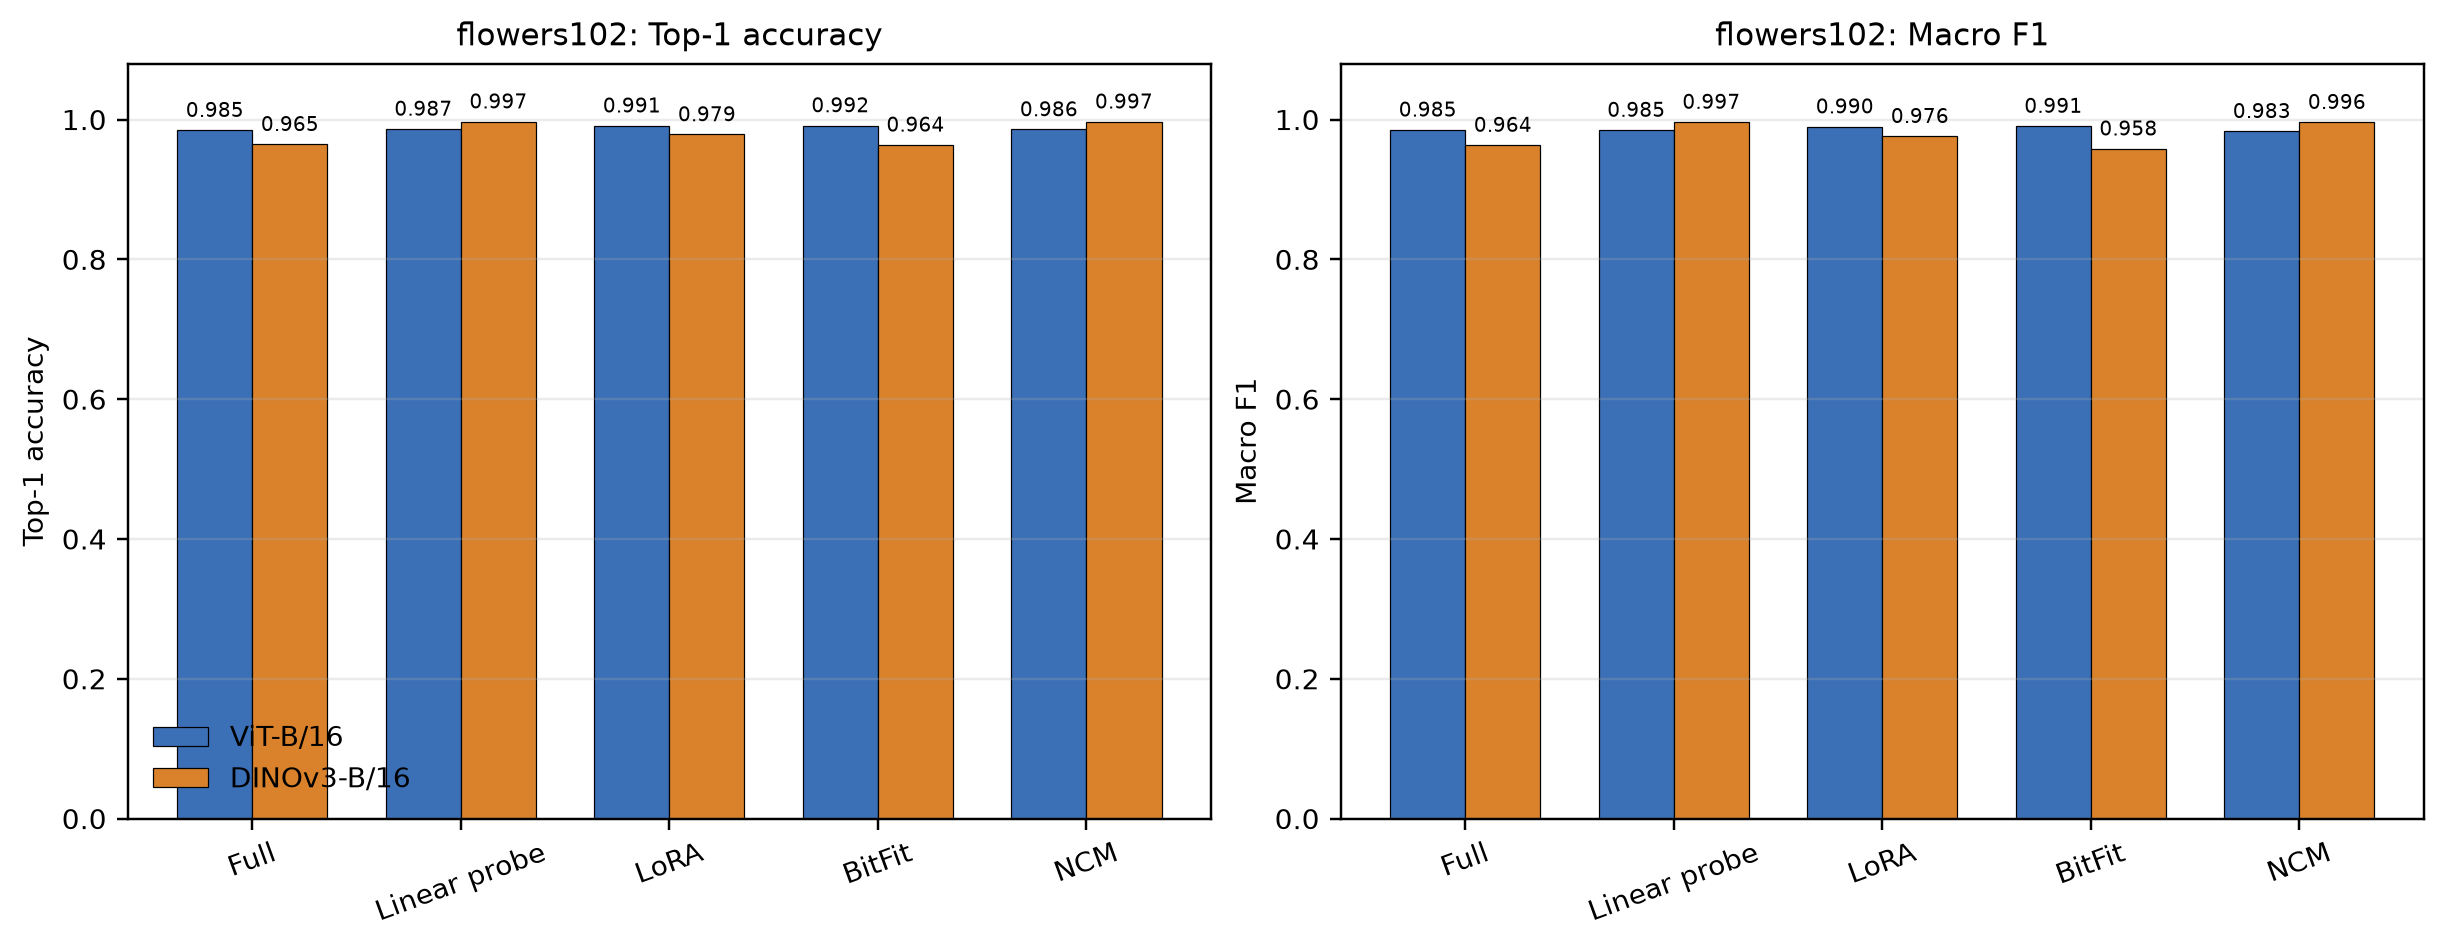 flowers102: Top-1 accuracy
Top-1 accuracy
1.0
0.8
0.6
0.4
0.2
0.0
0.985
0.965
0.987
0.997
0.991
0.979
0.992
0.964
0.986
0.997
ViT-B/16
DINOv3-B/16
Full
Linear probe
LoRA
BitFit
NCM
flowers102: Macro F1
Macro F1
1.0
0.8
0.6
0.4
0.2
0.0
0.985
0.964
0.985
0.997
0.990
0.976
0.991
0.958
0.983
0.996
Full
Linear probe
LoRA
BitFit
NCM